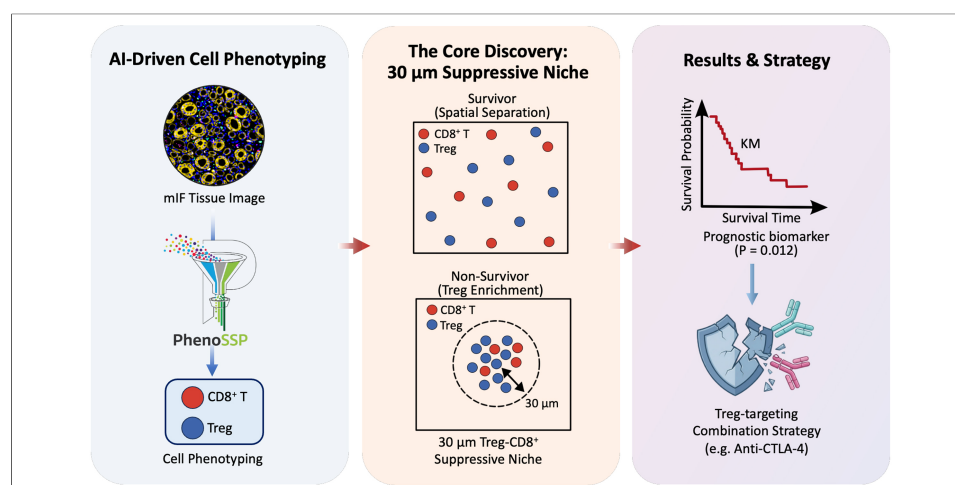 AI-Driven Cell Phenotyping
mIF Tissue Image
PhenoSSP
CD8⁺ T
Treg
Cell Phenotyping
The Core Discovery:
30 μm Suppressive Niche
Survivor
(Spatial Separation)
CD8⁺ T
Treg
Non-Survivor
(Treg Enrichment)
CD8⁺ T
Treg
30 μm
30 μm Treg-CD8⁺
Suppressive Niche
Results & Strategy
Survival Probability
KM
Survival Time
Prognostic biomarker
(P = 0.012)
Treg-targeting
Combination Strategy
(e.g. Anti-CTLA-4)